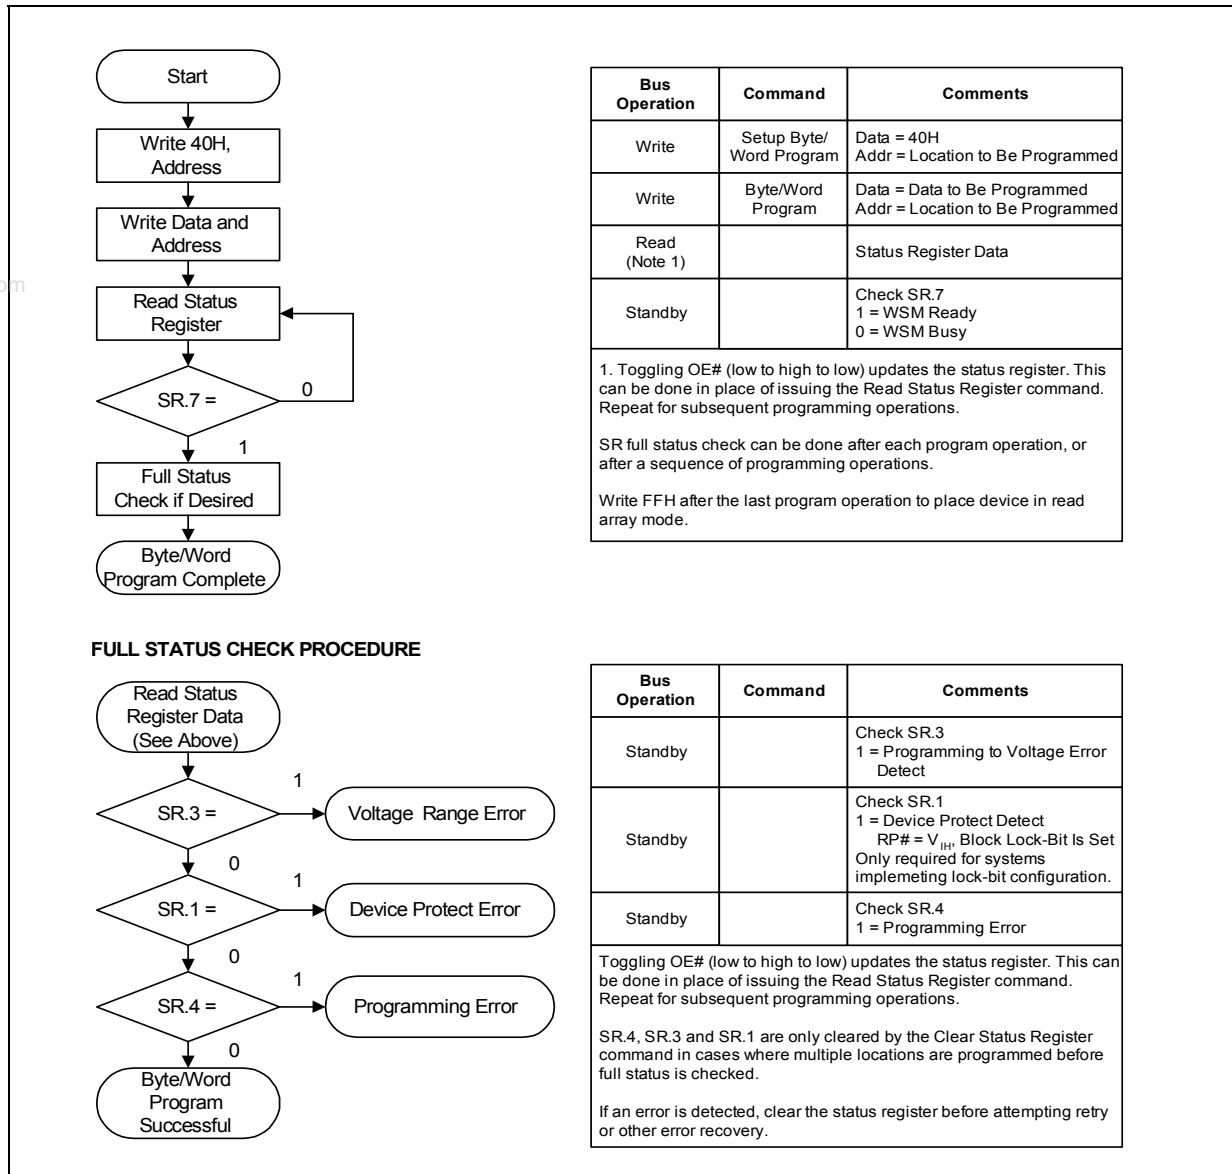 Start
Write 40H,
Address
Write Data and
Address
Read Status
Register
SR.7 =
0
1
Full Status
Check if Desired
Byte/Word
Program Complete
Bus
Operation
Command
Comments
Write
Setup Byte/
Word Program
Data = 40H
Addr = Location to Be Programmed
Write
Byte/Word
Program
Data = Data to Be Programmed
Addr = Location to Be Programmed
Read
(Note 1)
Status Register Data
Standby
Check SR.7
1 = WSM Ready
0 = WSM Busy
1. Toggling OE# (low to high to low) updates the status register. This
can be done in place of issuing the Read Status Register command.
Repeat for subsequent programming operations.
SR full status check can be done after each program operation, or
after a sequence of programming operations.
Write FFH after the last program operation to place device in read
array mode.
om
FULL STATUS CHECK PROCEDURE
Read Status
Register Data
(See Above)
SR.3 =
1
Voltage Range Error
0
SR.1 =
1
Device Protect Error
0
SR.4 =
1
Programming Error
0
Byte/Word
Program
Successful
Bus
Operation
Command
Comments
Standby
Check SR.3
1 = Programming to Voltage Error
Detect
Standby
Check SR.1
1 = Device Protect Detect
RP# = VIH, Block Lock-Bit Is Set
Only required for systems
implemeting lock-bit configuration.
Standby
Check SR.4
1 = Programming Error
Toggling OE# (low to high to low) updates the status register. This can
be done in place of issuing the Read Status Register command.
Repeat for subsequent programming operations.
SR.4, SR.3 and SR.1 are only cleared by the Clear Status Register
command in cases where multiple locations are programmed before
full status is checked.
If an error is detected, clear the status register before attempting retry
or other error recovery.